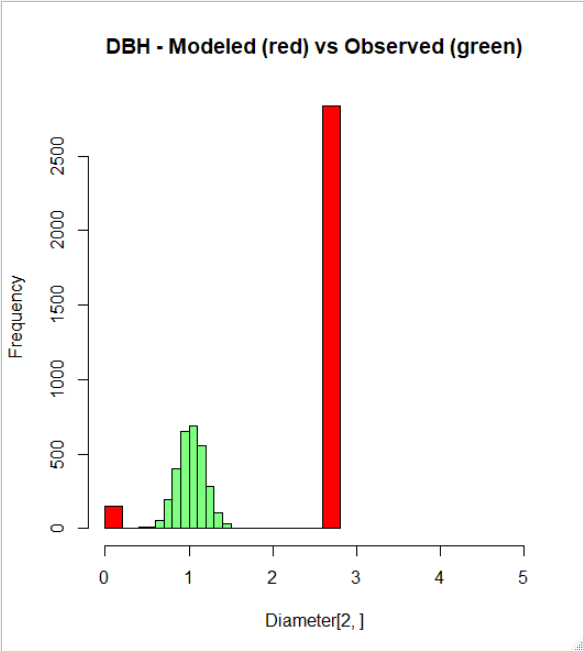 DBH - Modeled (red) vs Observed (green)
Frequency
2500
2000
1500
1000
500
0
0 1 2 3 4 5
Diameter[2, ]